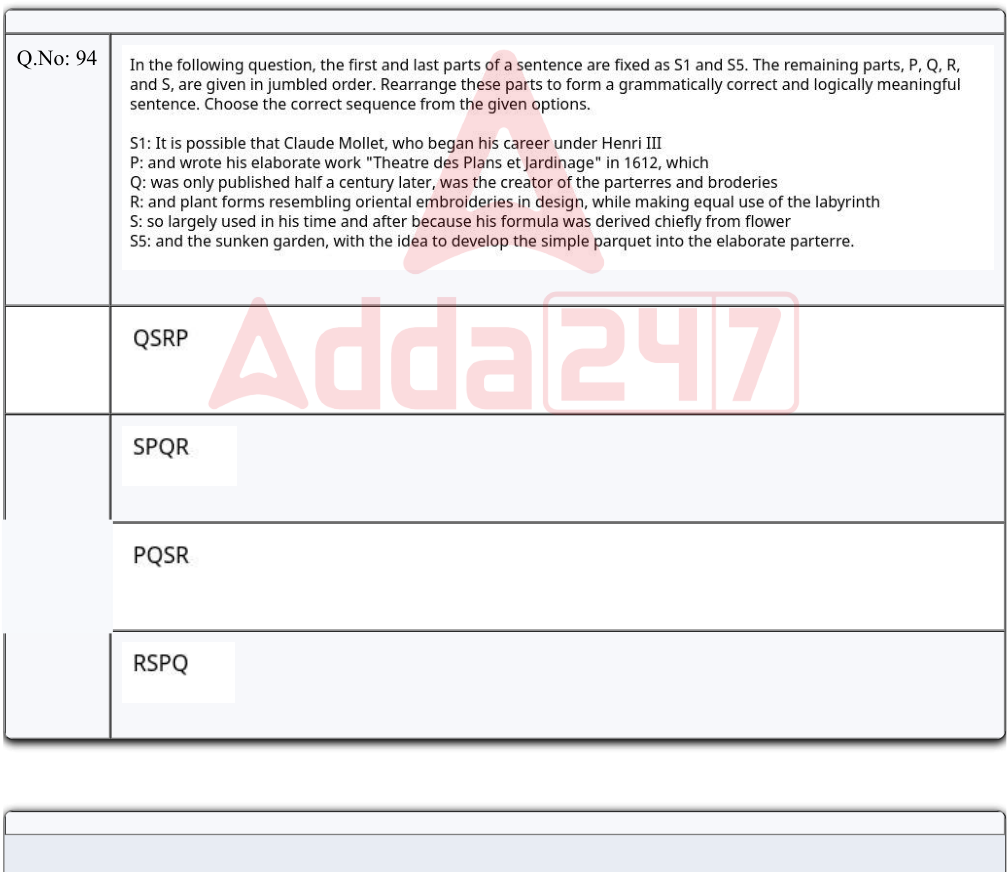 Q.No: 94
In the following question, the first and last parts of a sentence are fixed as S1 and S5. The remaining parts, P, Q, R,
and S, are given in jumbled order. Rearrange these parts to form a grammatically correct and logically meaningful
sentence. Choose the correct sequence from the given options.
S1: It is possible that Claude Mollet, who began his career under Henri III
P: and wrote his elaborate work "Theatre des Plans et Jardinage" in 1612, which
Q: was only published half a century later, was the creator of the parterres and broderies
R: and plant forms resembling oriental embroideries in design, while making equal use of the labyrinth
S: so largely used in his time and after because his formula was derived chiefly from flower
S5: and the sunken garden, with the idea to develop the simple parquet into the elaborate parterre.
Adda247
QSRP
SPQR
PQSR
RSPQ